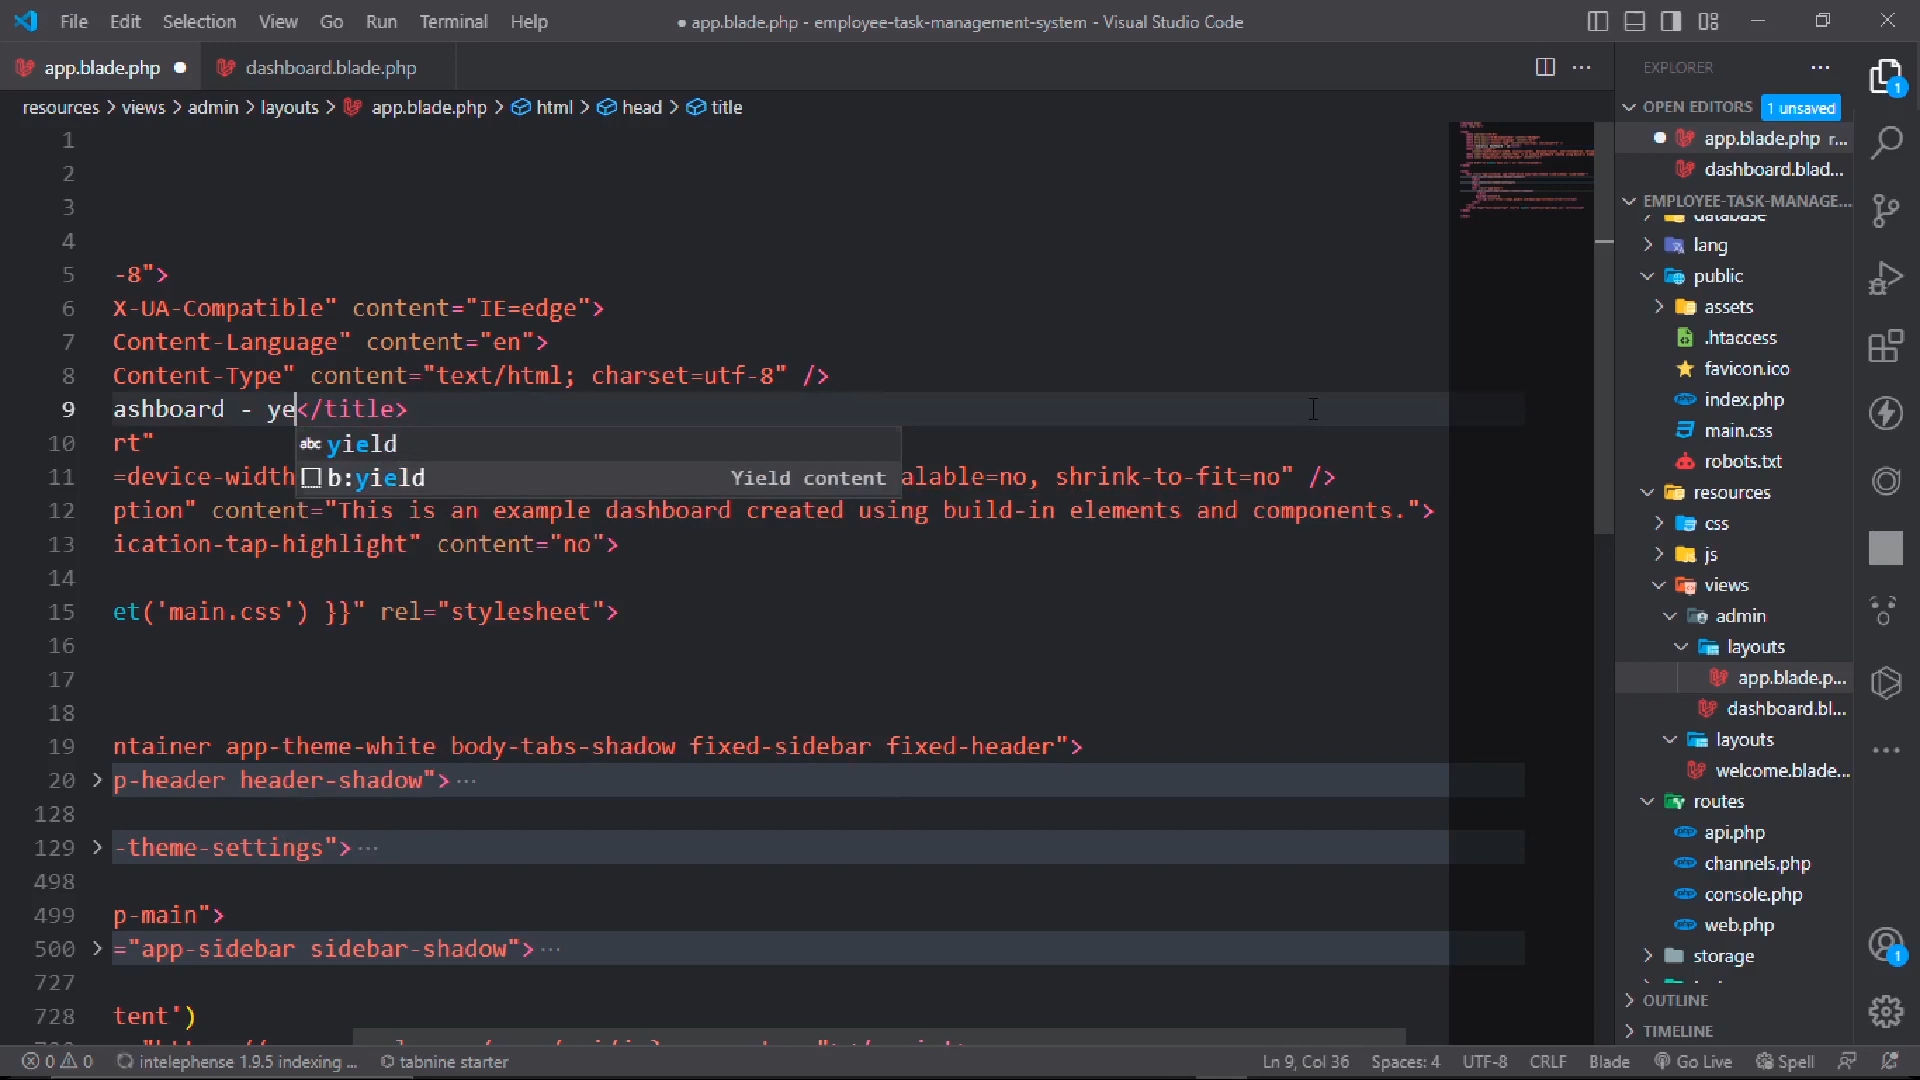 File Edit Selection View Go Run Terminal Help
● app.blade.php - employee-task-management-system - Visual Studio Code
app.blade.php ●
dashboard.blade.php
resources > views > admin > layouts > app.blade.php > html > head > title
1
2
3
4
5 -8">
6 X-UA-Compatible" content="IE=edge">
7 Content-Language" content="en">
8 Content-Type" content="text/html; charset=utf-8" />
9 ashboard - ye</title>
10 rt"
abc yield
11 =device-width
b:yield Yield content
alable=no, shrink-to-fit=no" />
12 ption" content="This is an example dashboard created using build-in elements and components.">
13 ication-tap-highlight" content="no">
14
15 et('main.css') }}" rel="stylesheet">
16
17
18
19 ntainer app-theme-white body-tabs-shadow fixed-sidebar fixed-header">
20 p-header header-shadow">···
128
129 -theme-settings">···
498
499 p-main">
500 ="app-sidebar sidebar-shadow">···
727
728 tent')
EXPLORER
OPEN EDITORS 1 unsaved
app.blade.php r...
dashboard.blad...
EMPLOYEE-TASK-MANAGE...
database
lang
public
assets
.htaccess
favicon.ico
index.php
main.css
robots.txt
resources
css
js
views
admin
layouts
app.blade.p...
dashboard.bl...
layouts
welcome.blade...
routes
api.php
channels.php
console.php
web.php
storage
OUTLINE
TIMELINE
1
1
0 0 intelephense 1.9.5 indexing ... tabnine starter
Ln 9, Col 36 Spaces: 4 UTF-8 CRLF Blade Go Live Spell